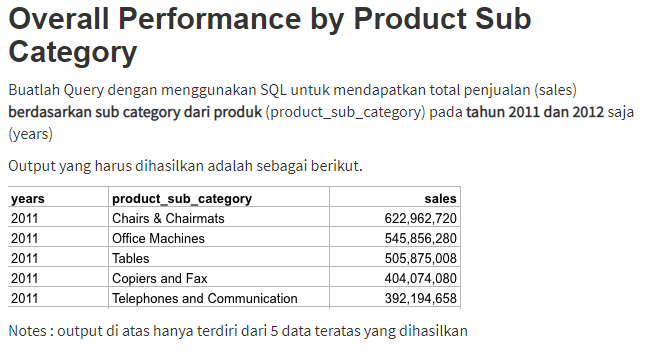 Overall Performance by Product Sub
Category
Buatlah Query dengan menggunakan SQL untuk mendapatkan total penjualan (sales)
berdasarkan sub category dari produk (product_sub_category) pada tahun 2011 dan 2012 saja
(years)
Output yang harus dihasilkan adalah sebagai berikut.
years product_sub_category sales
2011 Chairs & Chairmats 622,962,720
2011 Office Machines 545,856,280
2011 Tables 505,875,008
2011 Copiers and Fax 404,074,080
2011 Telephones and Communication 392,194,658
Notes : output di atas hanya terdiri dari 5 data teratas yang dihasilkan